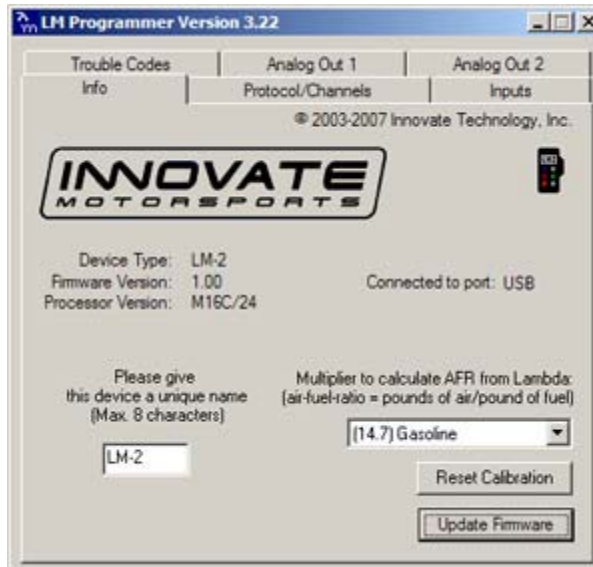 LM Programmer Version 3.22
Trouble Codes
Analog Out 1
Analog Out 2
Info
Protocol/Channels
Inputs
© 2003-2007 Innovate Technology, Inc.
INNOVATE
MOTORSPORTS
Device Type: LM-2
Firmware Version: 1.00
Processor Version: M16C/24
Connected to port: USB
Please give
this device a unique name
(Max. 8 characters)
LM-2
Multiplier to calculate AFR from Lambda:
(air-fuel-ratio = pounds of air/pound of fuel)
(14.7) Gasoline
Reset Calibration
Update Firmware